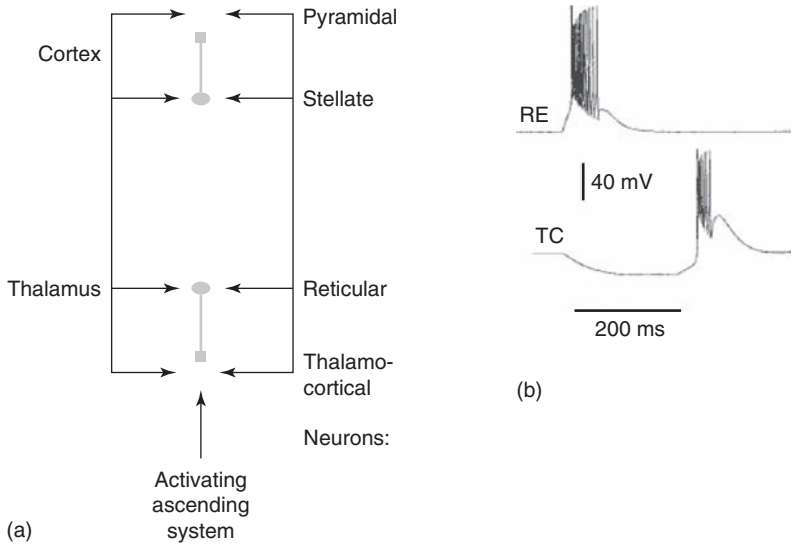 Cortex
Thalamus
Pyramidal
Stellate
Reticular
Thalamo-
cortical
Neurons:
Activating
ascending
system
(a)
RE
40 mV
TC
200 ms
(b)